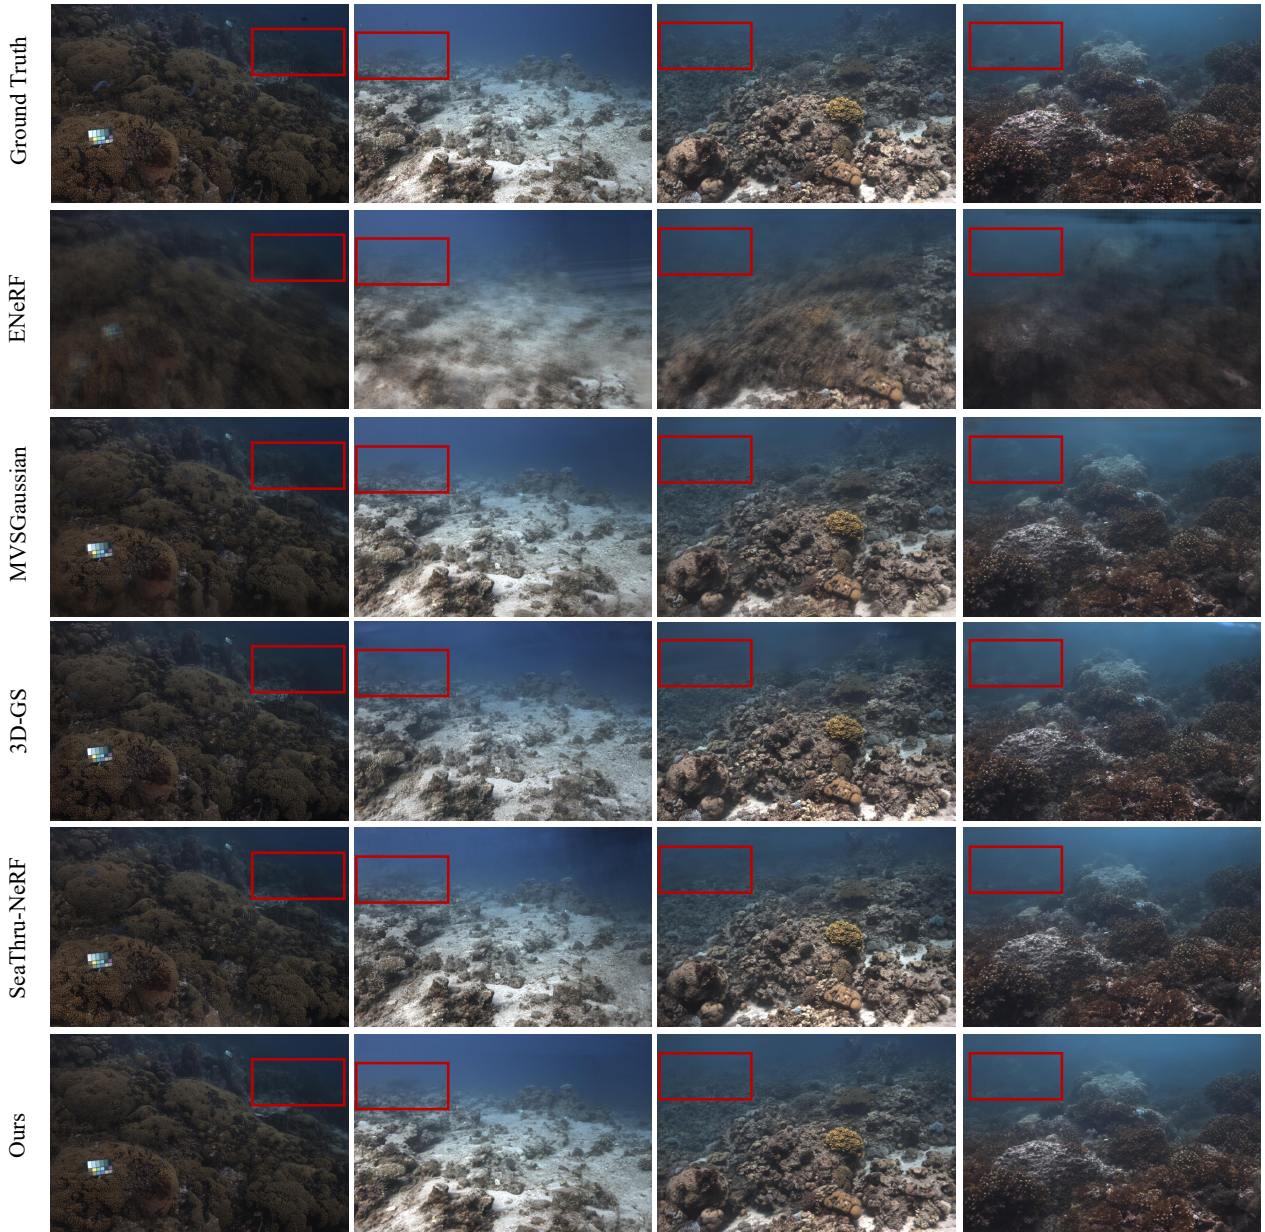 Ground Truth
ENeRF
MVSGaussian
3D-GS
SeaThru-NeRF
Ours